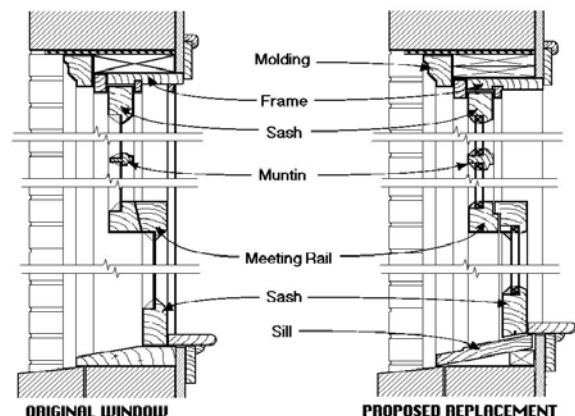 Molding
Frame
Sash
Muntin
Meeting Rail
Sash
Sill
ORIGINAL WINDOW
PROPOSED REPLACEMENT